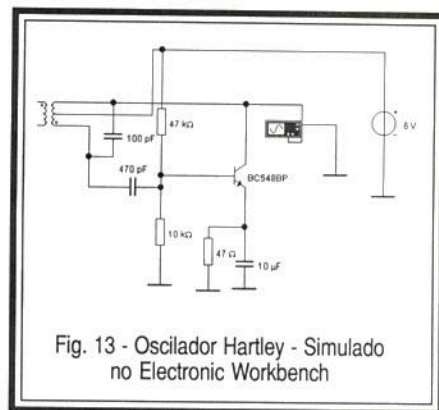 47 kΩ
6 V
100 pF
470 pF
BC548BP
10 kΩ
47 Ω
10 µF
Fig. 13 - Oscilador Hartley - Simulado
no Electronic Workbench